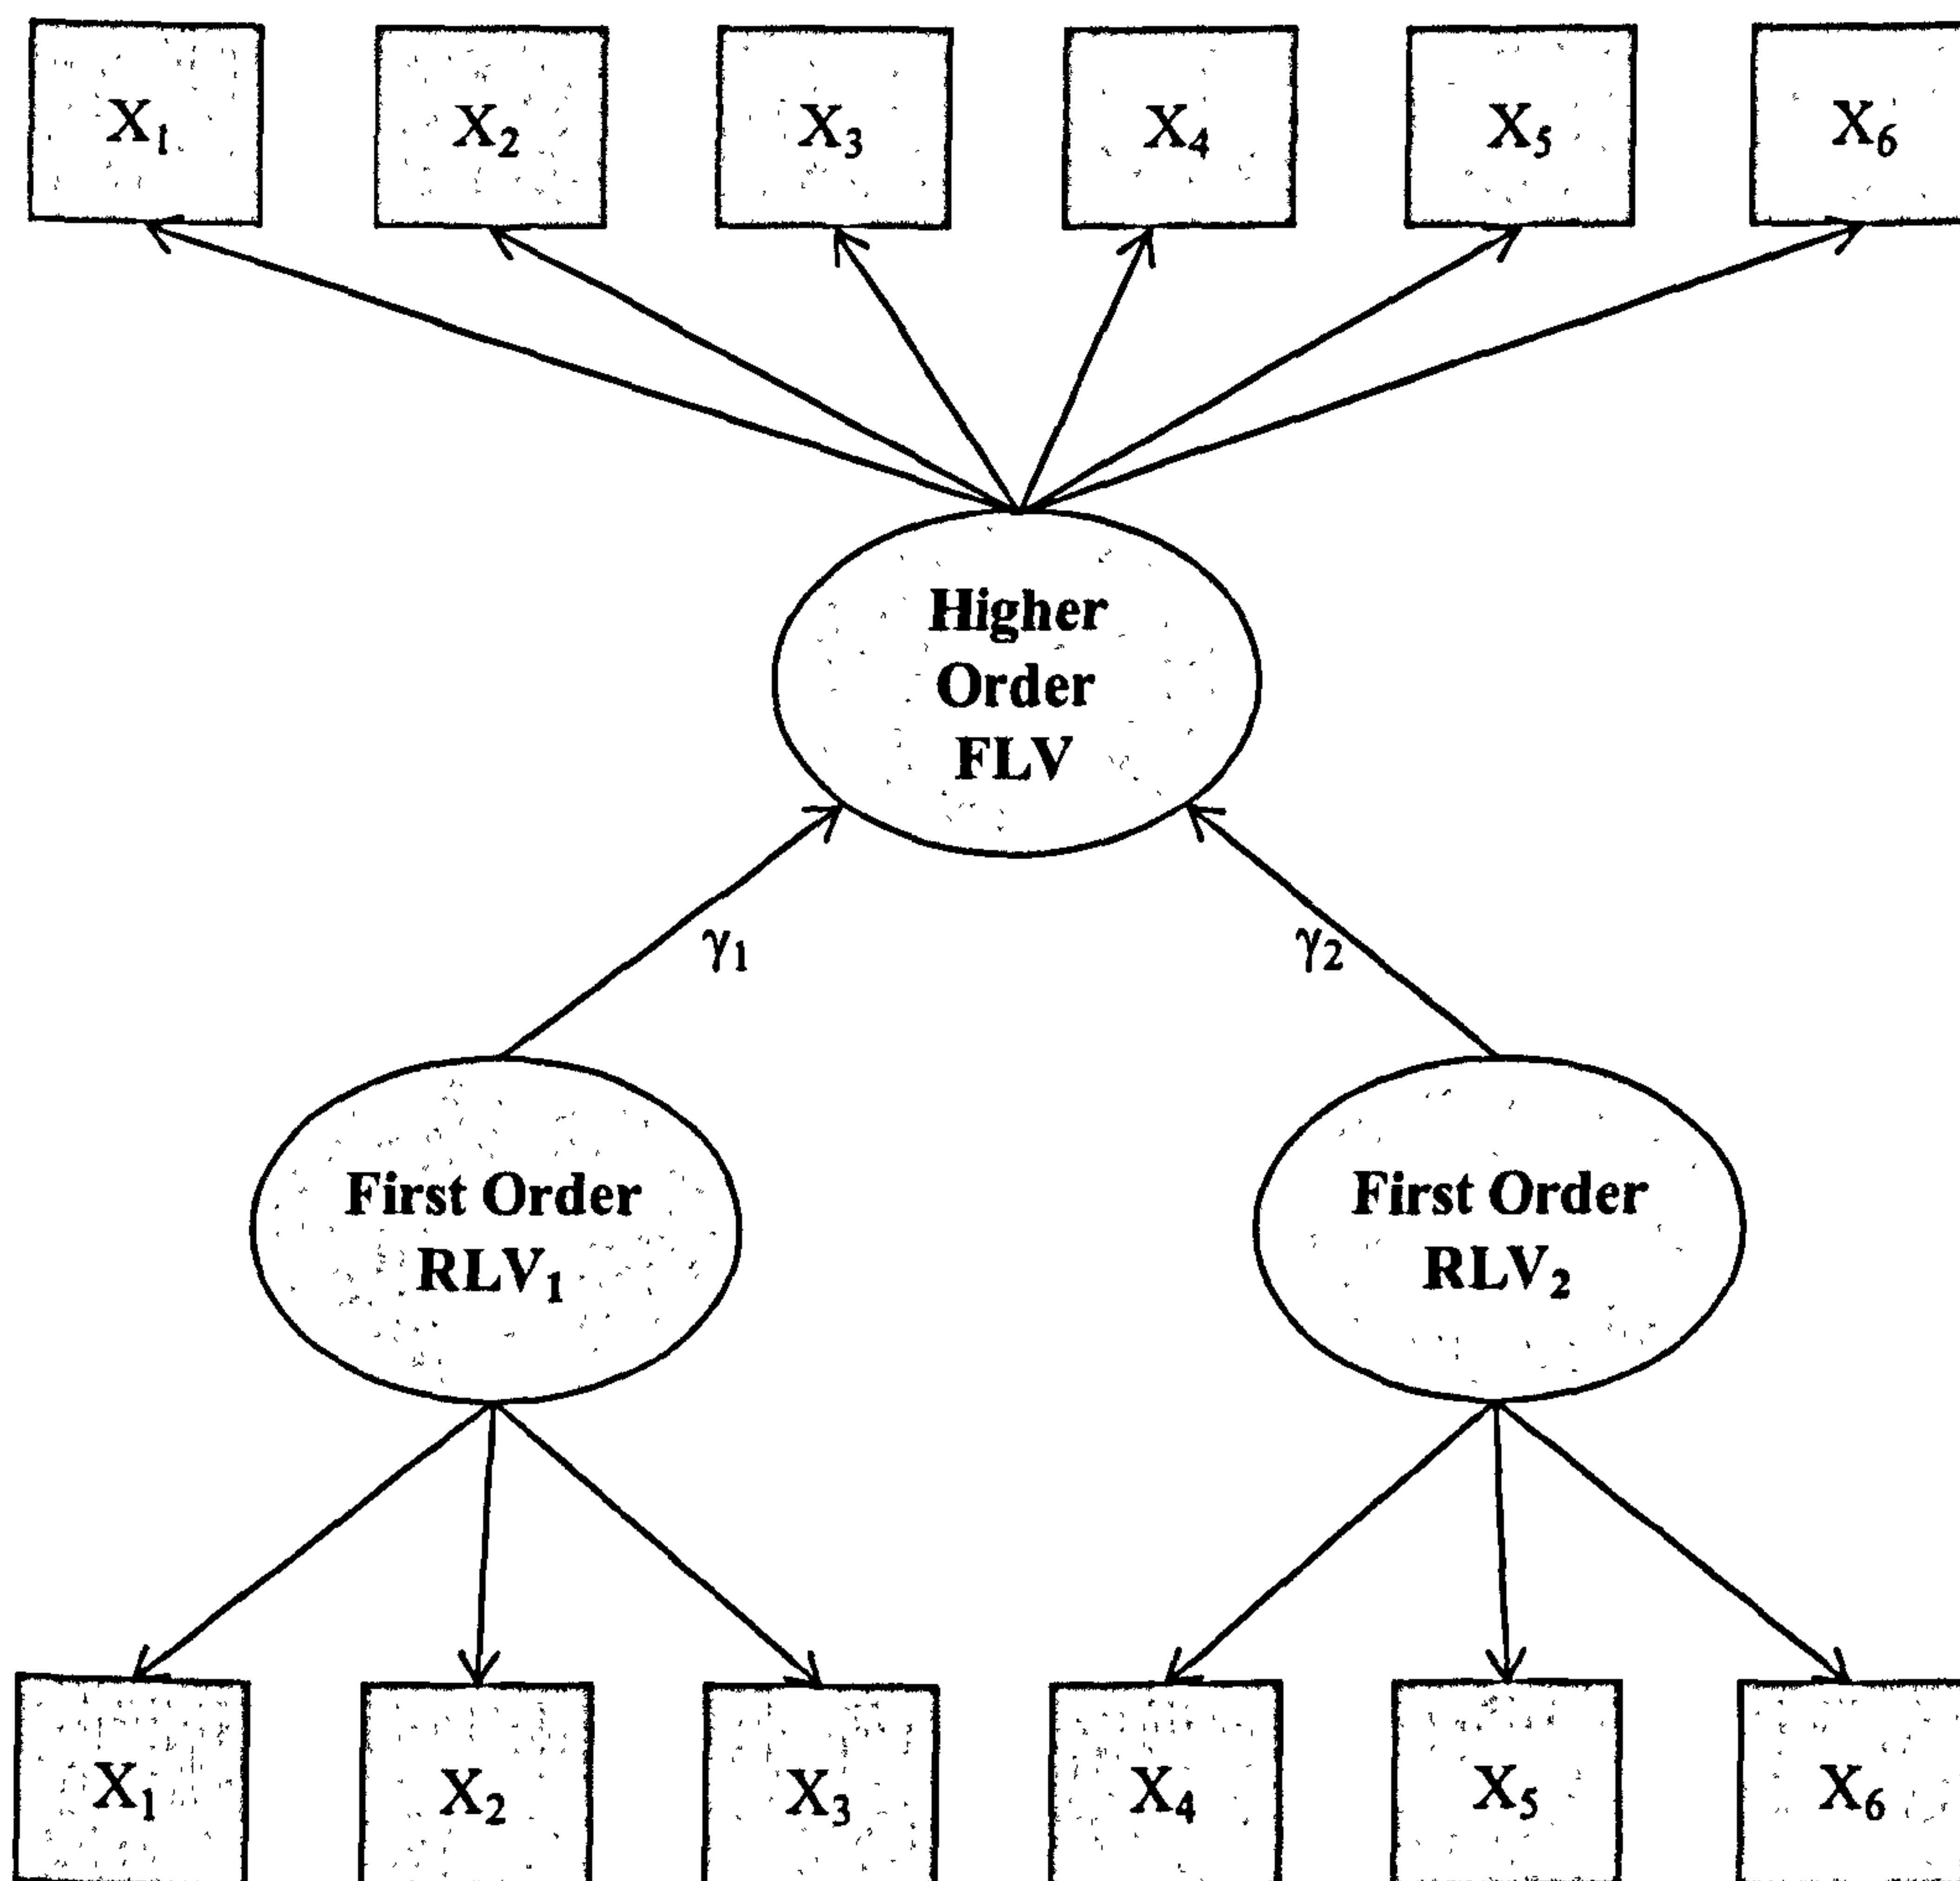 X₁ X₂ X₃ X₄ X₅ X₆
Higher
Order
FLV
γ₁ γ₂
First Order First Order
RLV₁ RLV₂
X₁ X₂ X₃ X₄ X₅ X₆